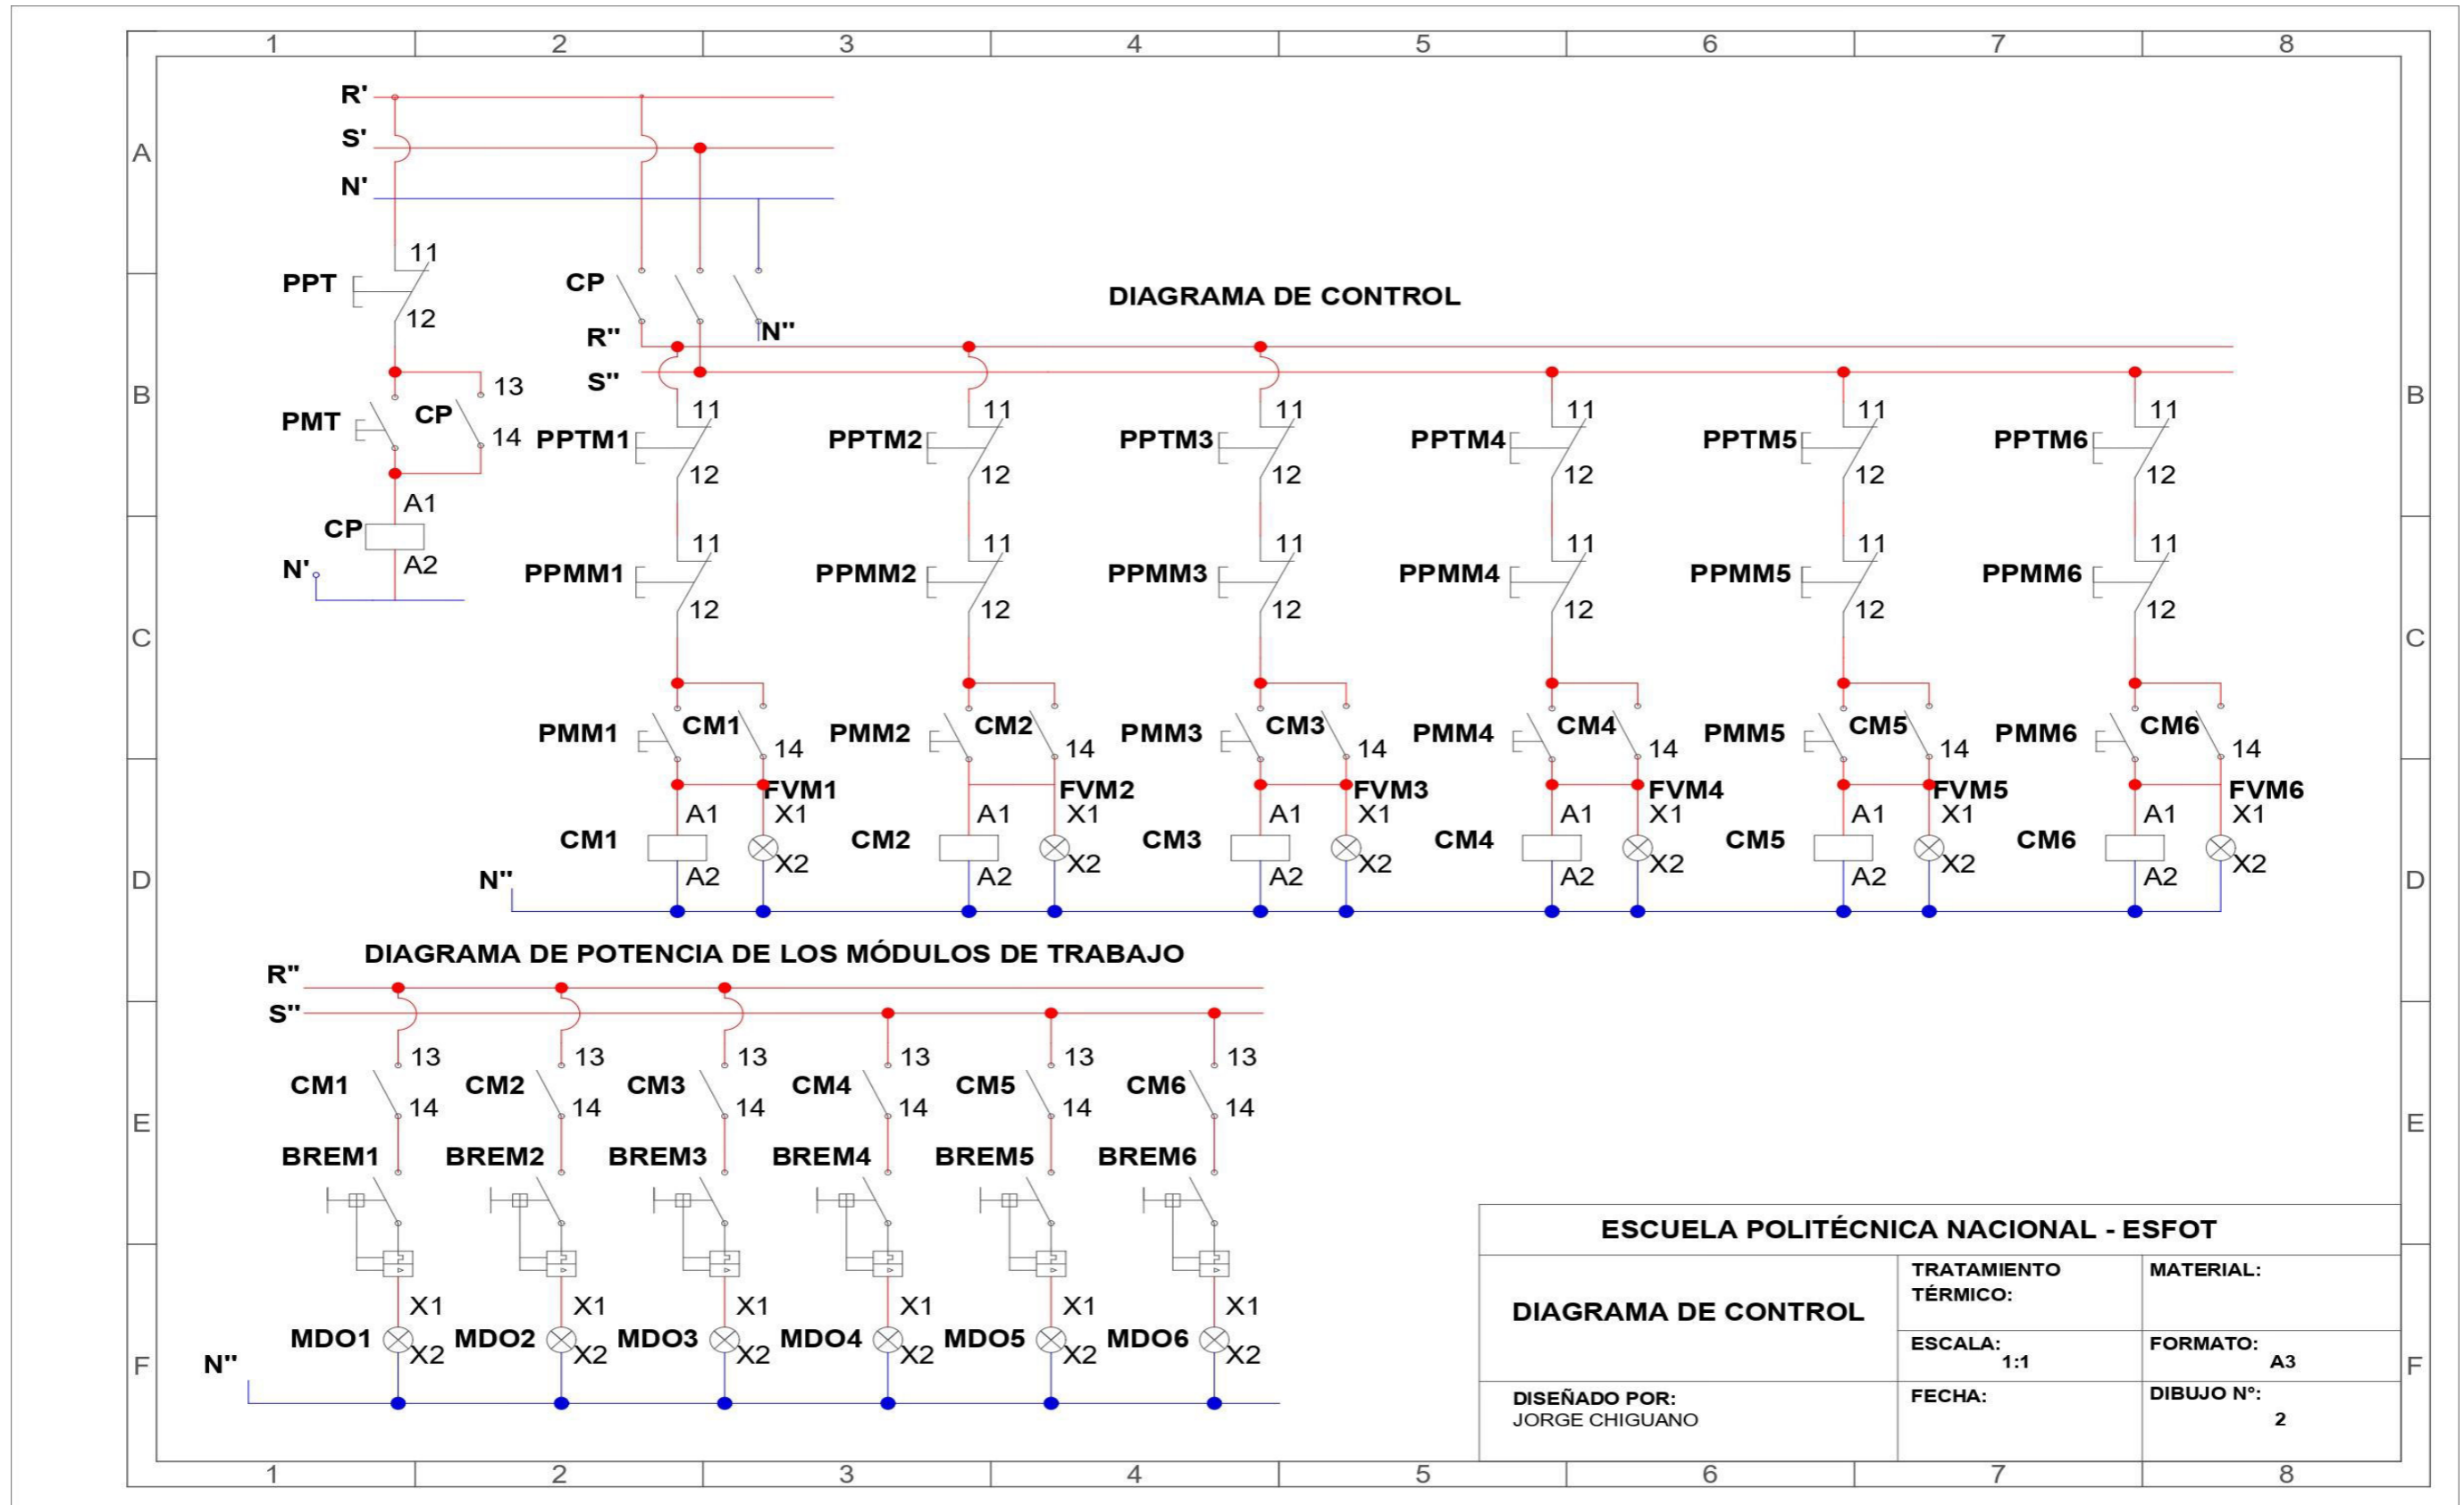 1 2 3 4 5 6 7 8
R'
S'
A
N'
11
PPT
CP
DIAGRAMA DE CONTROL
12
R" N"
S"
13
B B
PMT CP
14
11 11 11 11 11 11
PPTM1 PPTM2 PPTM3 PPTM4 PPTM5 PPTM6
12 12 12 12 12 12
A1
CP
A2
N'
11 11 11 11 11 11
PPMM1 PPMM2 PPMM3 PPMM4 PPMM5 PPMM6
12 12 12 12 12 12
C C
PMM1 CM1 PMM2 CM2 PMM3 CM3 PMM4 CM4 PMM5 CM5 PMM6 CM6
14 14 14 14 14 14
FVM1 FVM2 FVM3 FVM4 FVM5 FVM6
A1 X1 A1 X1 A1 X1 A1 X1 A1 X1 A1 X1
CM1 CM2 CM3 CM4 CM5 CM6
X2 X2 X2 X2 X2 X2
A2 A2 A2 A2 A2 A2
N"
D D
DIAGRAMA DE POTENCIA DE LOS MÓDULOS DE TRABAJO
R"
S"
13 13 13 13 13 13
CM1 CM2 CM3 CM4 CM5 CM6
14 14 14 14 14 14
E E
BREM1 BREM2 BREM3 BREM4 BREM5 BREM6
X1 X1 X1 X1 X1 X1
MDO1 MDO2 MDO3 MDO4 MDO5 MDO6
X2 X2 X2 X2 X2 X2
N"
F F
ESCUELA POLITÉCNICA NACIONAL - ESFOT
DIAGRAMA DE CONTROL
TRATAMIENTO
TÉRMICO:
MATERIAL:
ESCALA:
1:1
FORMATO:
A3
DISEÑADO POR:
JORGE CHIGUANO
FECHA:
DIBUJO N°:
2
1 2 3 4 5 6 7 8